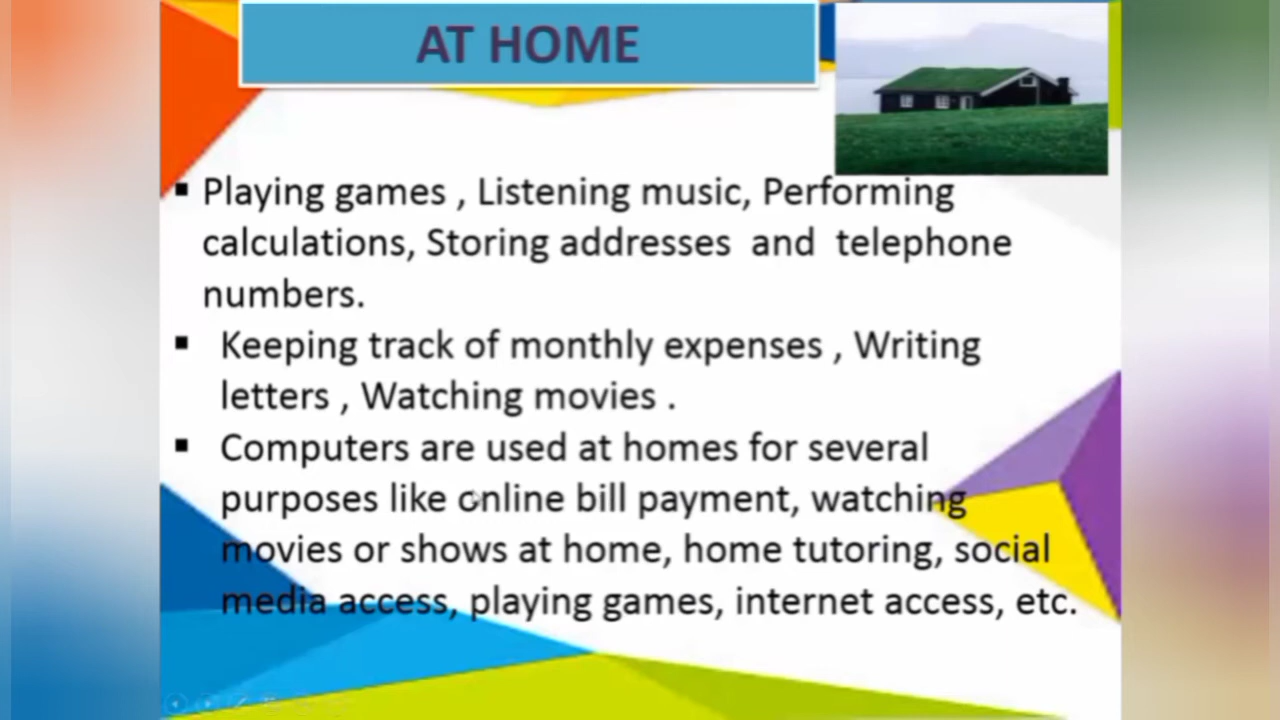 AT HOME
▪ Playing games , Listening music, Performing
calculations, Storing addresses and telephone
numbers.
▪ Keeping track of monthly expenses , Writing
letters , Watching movies .
▪ Computers are used at homes for several
purposes like online bill payment, watching
movies or shows at home, home tutoring, social
media access, playing games, internet access, etc.